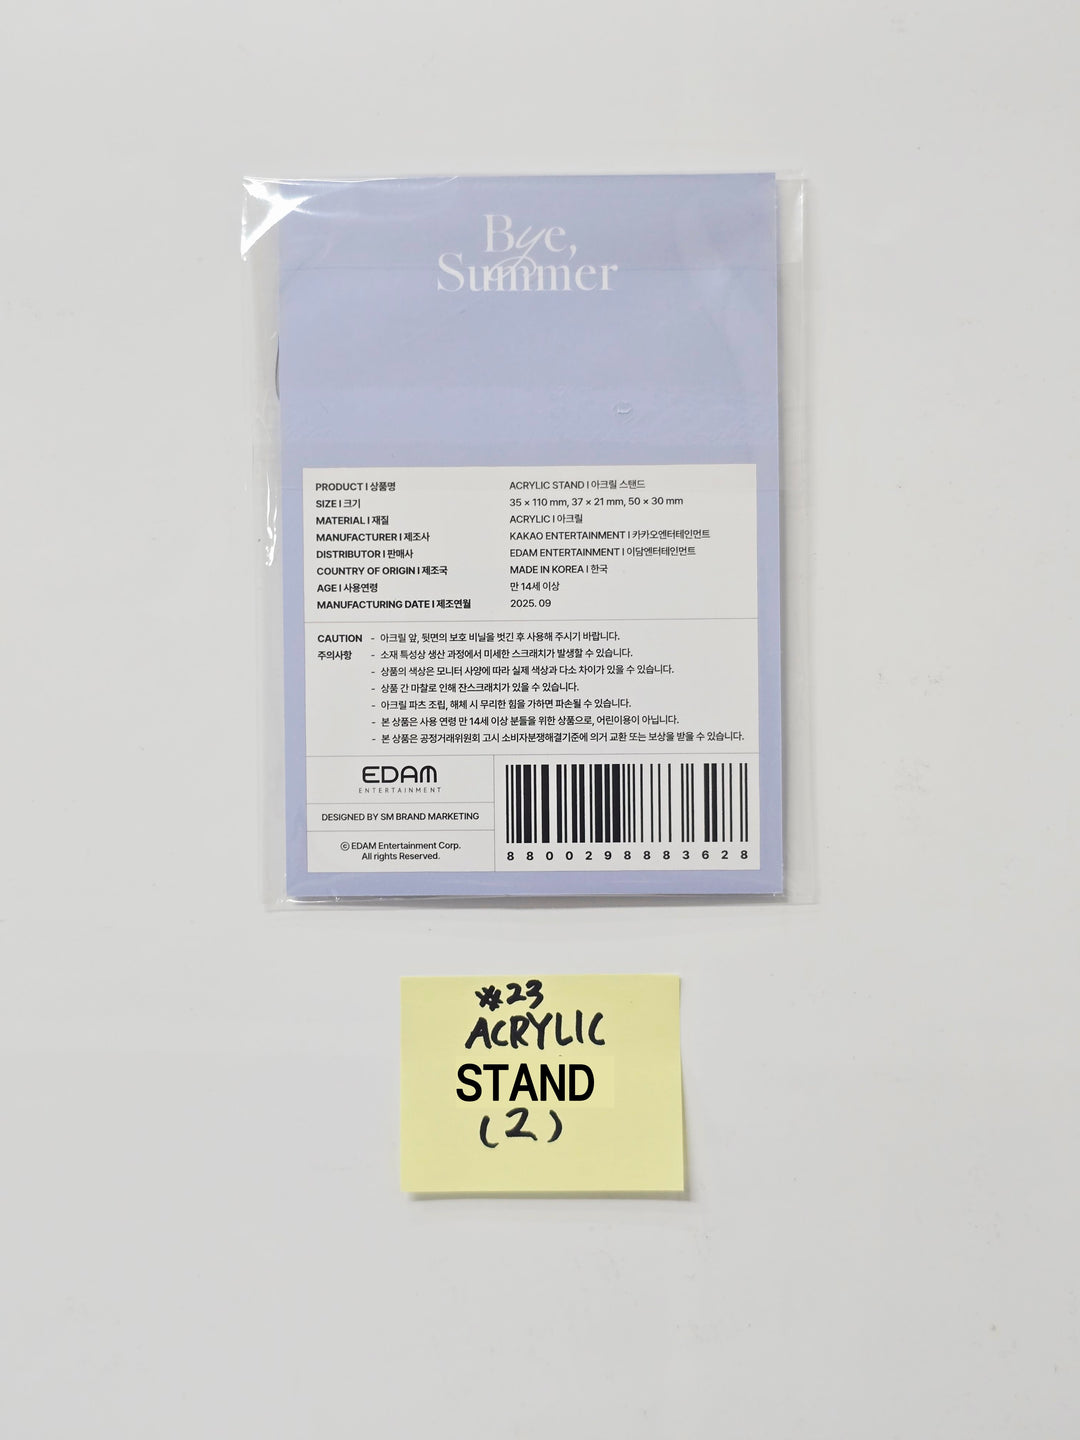 Bye,
Summer
PRODUCT I 상품명 ACRYLIC STAND I 아크릴 스탠드
SIZE I 크기 35 × 110 mm, 37 × 21 mm, 50 × 30 mm
MATERIAL I 재질 ACRYLIC I 아크릴
MANUFACTURER I 제조사 KAKAO ENTERTAINMENT I 카카오엔터테인먼트
DISTRIBUTOR I 판매사 EDAM ENTERTAINMENT I 이담엔터테인먼트
COUNTRY OF ORIGIN I 제조국 MADE IN KOREA I 한국
AGE I 사용연령 만 14세 이상
MANUFACTURING DATE I 제조연월 2025. 09
CAUTION - 아크릴 앞, 뒷면의 보호 비닐을 벗긴 후 사용해 주시기 바랍니다.
주의사항 - 소재 특성상 생산 과정에서 미세한 스크래치가 발생할 수 있습니다.
- 상품의 색상은 모니터 사양에 따라 실제 색상과 다소 차이가 있을 수 있습니다.
- 상품 간 마찰로 인해 잔스크래치가 있을 수 있습니다.
- 아크릴 파츠 조립, 해체 시 무리한 힘을 가하면 파손될 수 있습니다.
- 본 상품은 사용 연령 만 14세 이상 분들을 위한 상품으로, 어린이용이 아닙니다.
- 본 상품은 공정거래위원회 고시 소비자분쟁해결기준에 의거 교환 또는 보상을 받을 수 있습니다.
EDAM
ENTERTAINMENT
DESIGNED BY SM BRAND MARKETING
ⓒ EDAM Entertainment Corp.
All rights Reserved.
8800298883628
※23
ACRYLIC
STAND
(2)